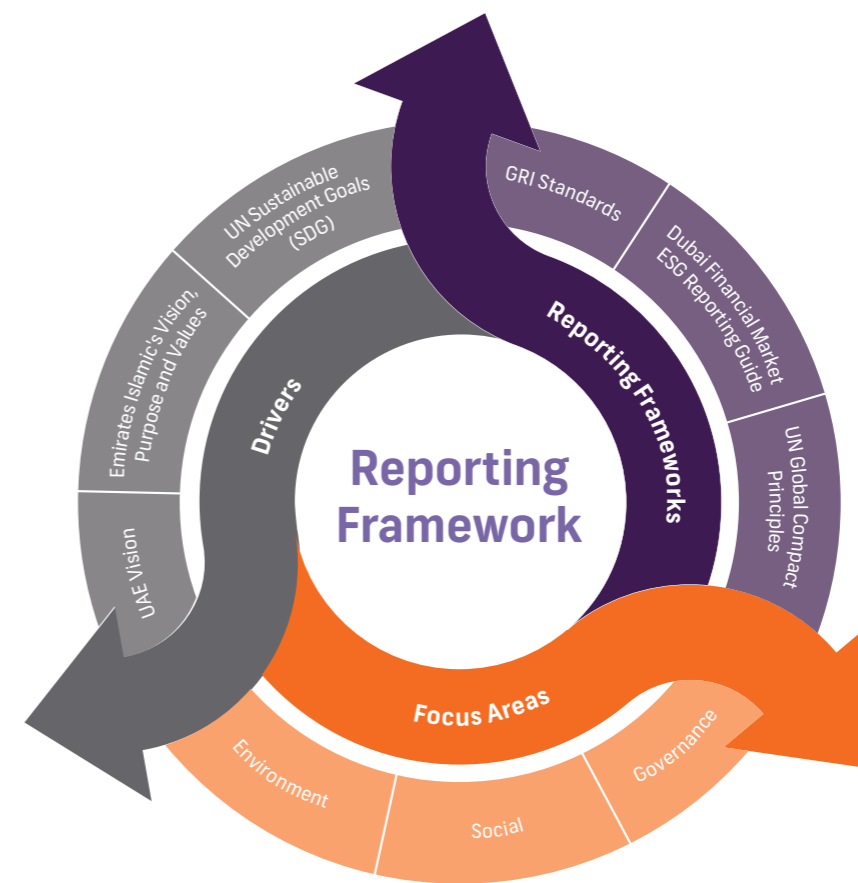 Reporting
Framework
Drivers
UN Sustainable
Development Goals
(SDG)
Emirates Islamic's Vision,
Purpose and Values
UAE Vision
Reporting Frameworks
GRI Standards
Dubai Financial Market
ESG Reporting Guide
UN Global Compact
Principles
Focus Areas
Environment
Social
Governance